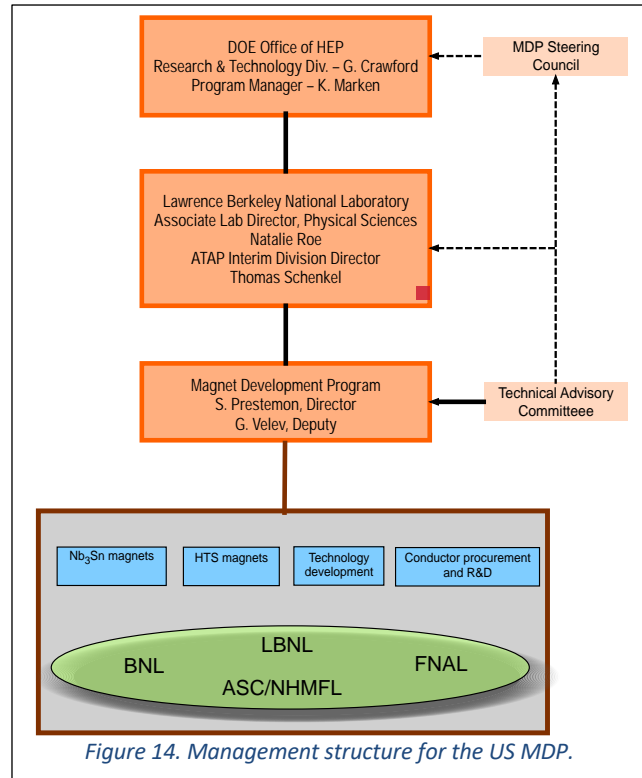 DOE Office of HEP
Research & Technology Div. – G. Crawford
Program Manager – K. Marken
MDP Steering
Council
Lawrence Berkeley National Laboratory
Associate Lab Director, Physical Sciences
Natalie Roe
ATAP Interim Division Director
Thomas Schenkel
Magnet Development Program
S. Prestemon, Director
G. Velev, Deputy
Technical Advisory
Committeee
Nb₃Sn magnets
HTS magnets
Technology
development
Conductor procurement
and R&D
LBNL
BNL
FNAL
ASC/NHMFL
Figure 14. Management structure for the US MDP.